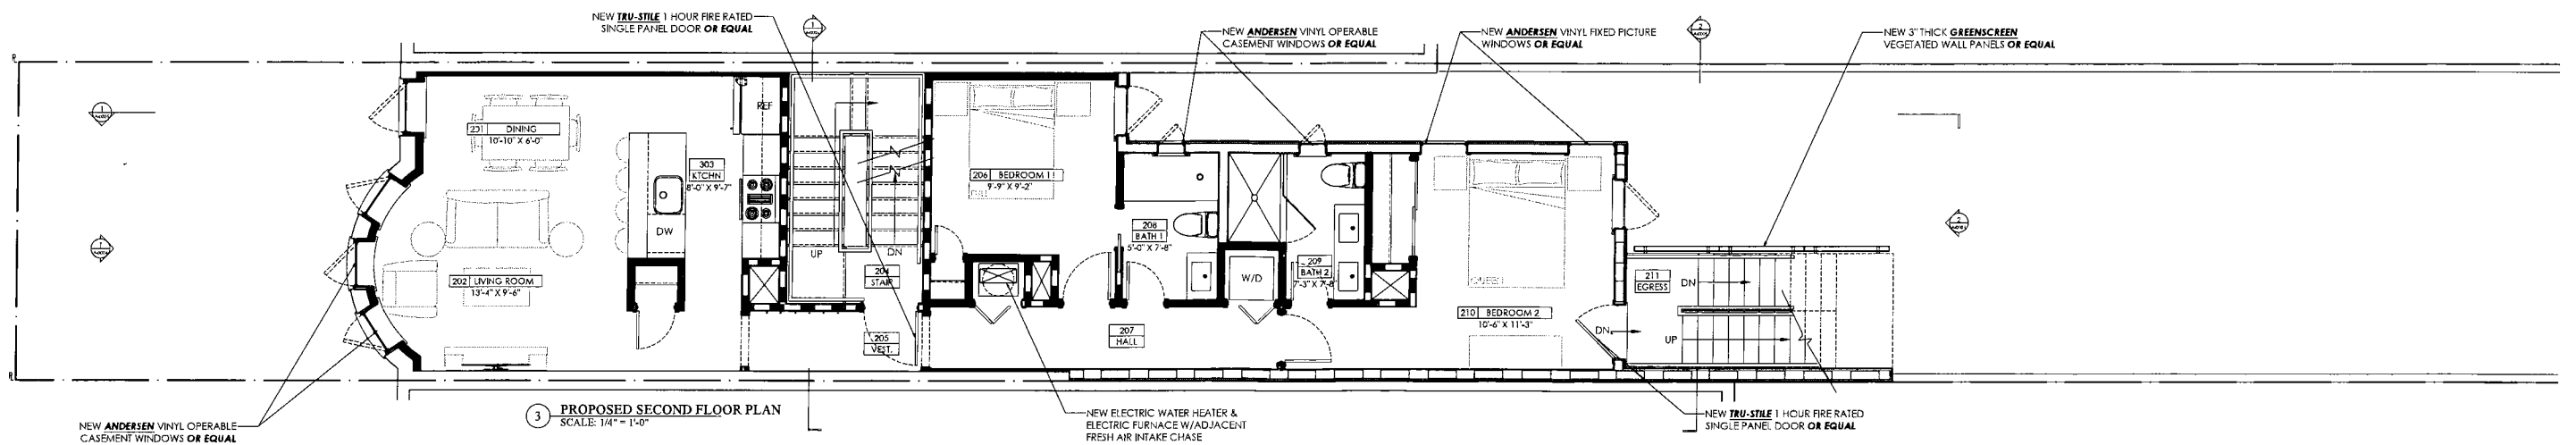 NEW TRU-STILE 1 HOUR FIRE RATED
SINGLE PANEL DOOR OR EQUAL
NEW ANDERSEN VINYL OPERABLE
CASEMENT WINDOWS OR EQUAL
NEW ANDERSEN VINYL FIXED PICTURE
WINDOWS OR EQUAL
NEW 3" THICK GREENSCREEN
VEGETATED WALL PANELS OR EQUAL
201 DINING
10'-10" X 6'-0"
REF
303
KTCHN
8'-0" X 9'-7"
DW
202 LIVING ROOM
13'-4" X 9'-6"
UP
DN
204
STAIR
205
VEST.
206 BEDROOM 1
9'-9" X 9'-2"
208
BATH 1
5'-0" X 7'-8"
W/D
209
BATH 2
7'-3" X 7'-8"
207
HALL
210 BEDROOM 2
10'-6" X 11'-3"
211
EGRESS
DN
DN
UP
3 PROPOSED SECOND FLOOR PLAN
SCALE: 1/4" = 1'-0"
NEW ANDERSEN VINYL OPERABLE
CASEMENT WINDOWS OR EQUAL
NEW ELECTRIC WATER HEATER &
ELECTRIC FURNACE W/ADJACENT
FRESH AIR INTAKE CHASE
NEW TRU-STILE 1 HOUR FIRE RATED
SINGLE PANEL DOOR OR EQUAL